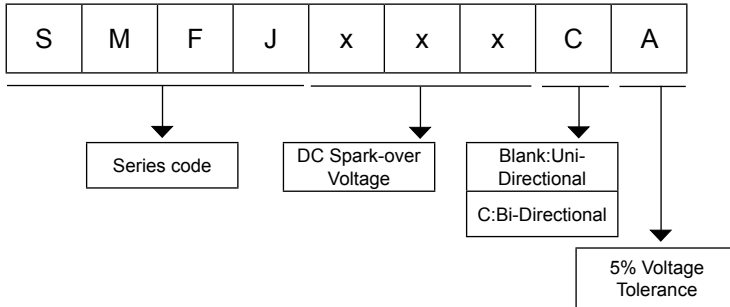 S M F J x x x C A
Series code
DC Spark-over
Voltage
Blank:Uni-
Directional
C:Bi-Directional
5% Voltage
Tolerance